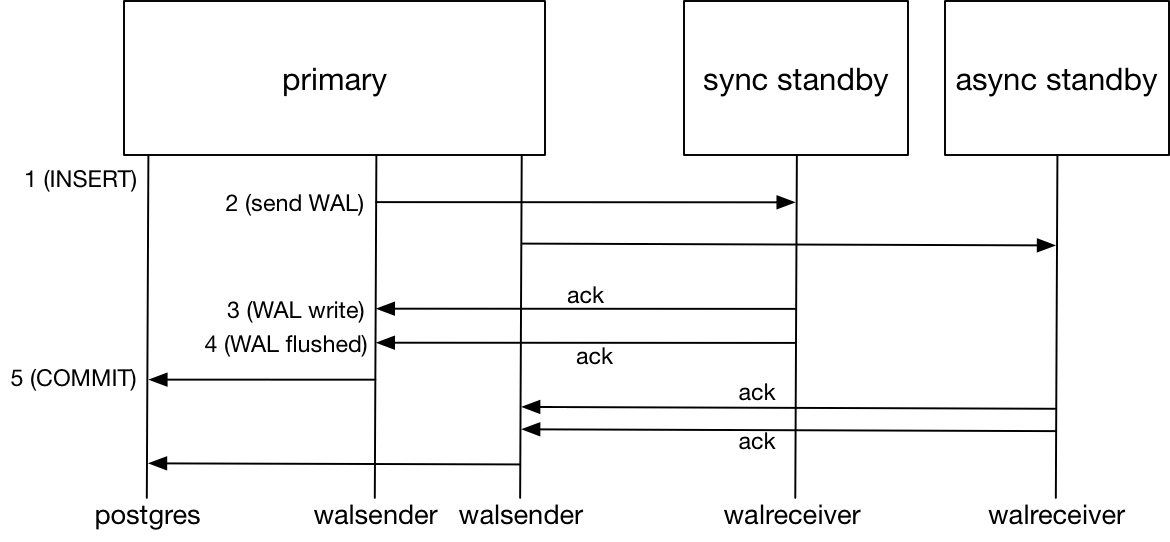 primary
sync standby
async standby
1 (INSERT)
2 (send WAL)
ack
3 (WAL write)
4 (WAL flushed)
ack
5 (COMMIT)
ack
ack
postgres
walsender
walsender
walreceiver
walreceiver